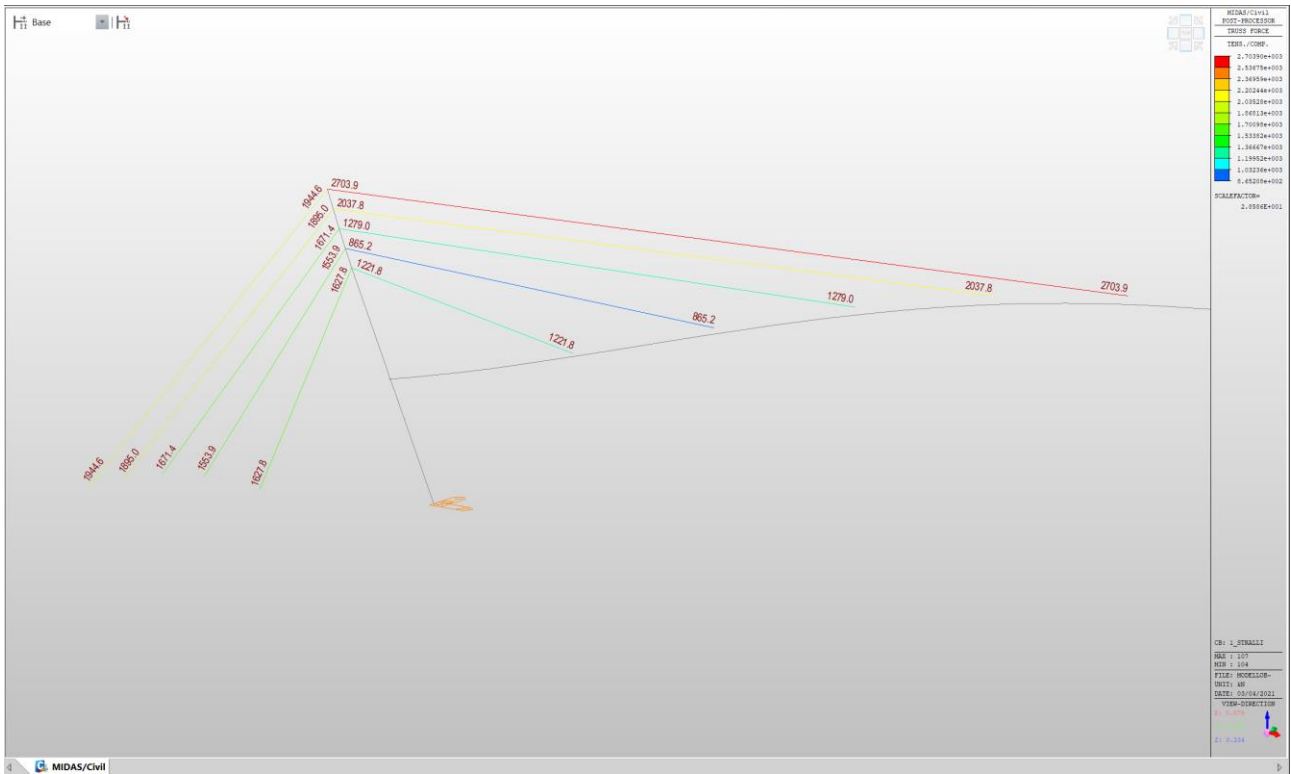 Base
MIDAS/Civil
POST-PROCESSOR
TRUSS FORCE
TENS./COMP.
2.70390e+003
2.53675e+003
2.36959e+003
2.20244e+003
2.03528e+003
1.86813e+003
1.70098e+003
1.53382e+003
1.36667e+003
1.19952e+003
1.03236e+003
8.65209e+002
SCALEFACTOR=
2.8586E+001
1944.6
2703.9
1895.0
2037.8
1671.4
1279.0
1553.9
865.2
1627.8
1221.8
2703.9
2037.8
1279.0
865.2
1221.8
1944.6
1895.0
1671.4
1553.9
1627.8
CB: 1_STRALLI
MAX : 107
MIN : 104
FILE: MODELLOB~
UNIT: kN
DATE: 03/04/2021
VIEW-DIRECTION
MIDAS/Civil